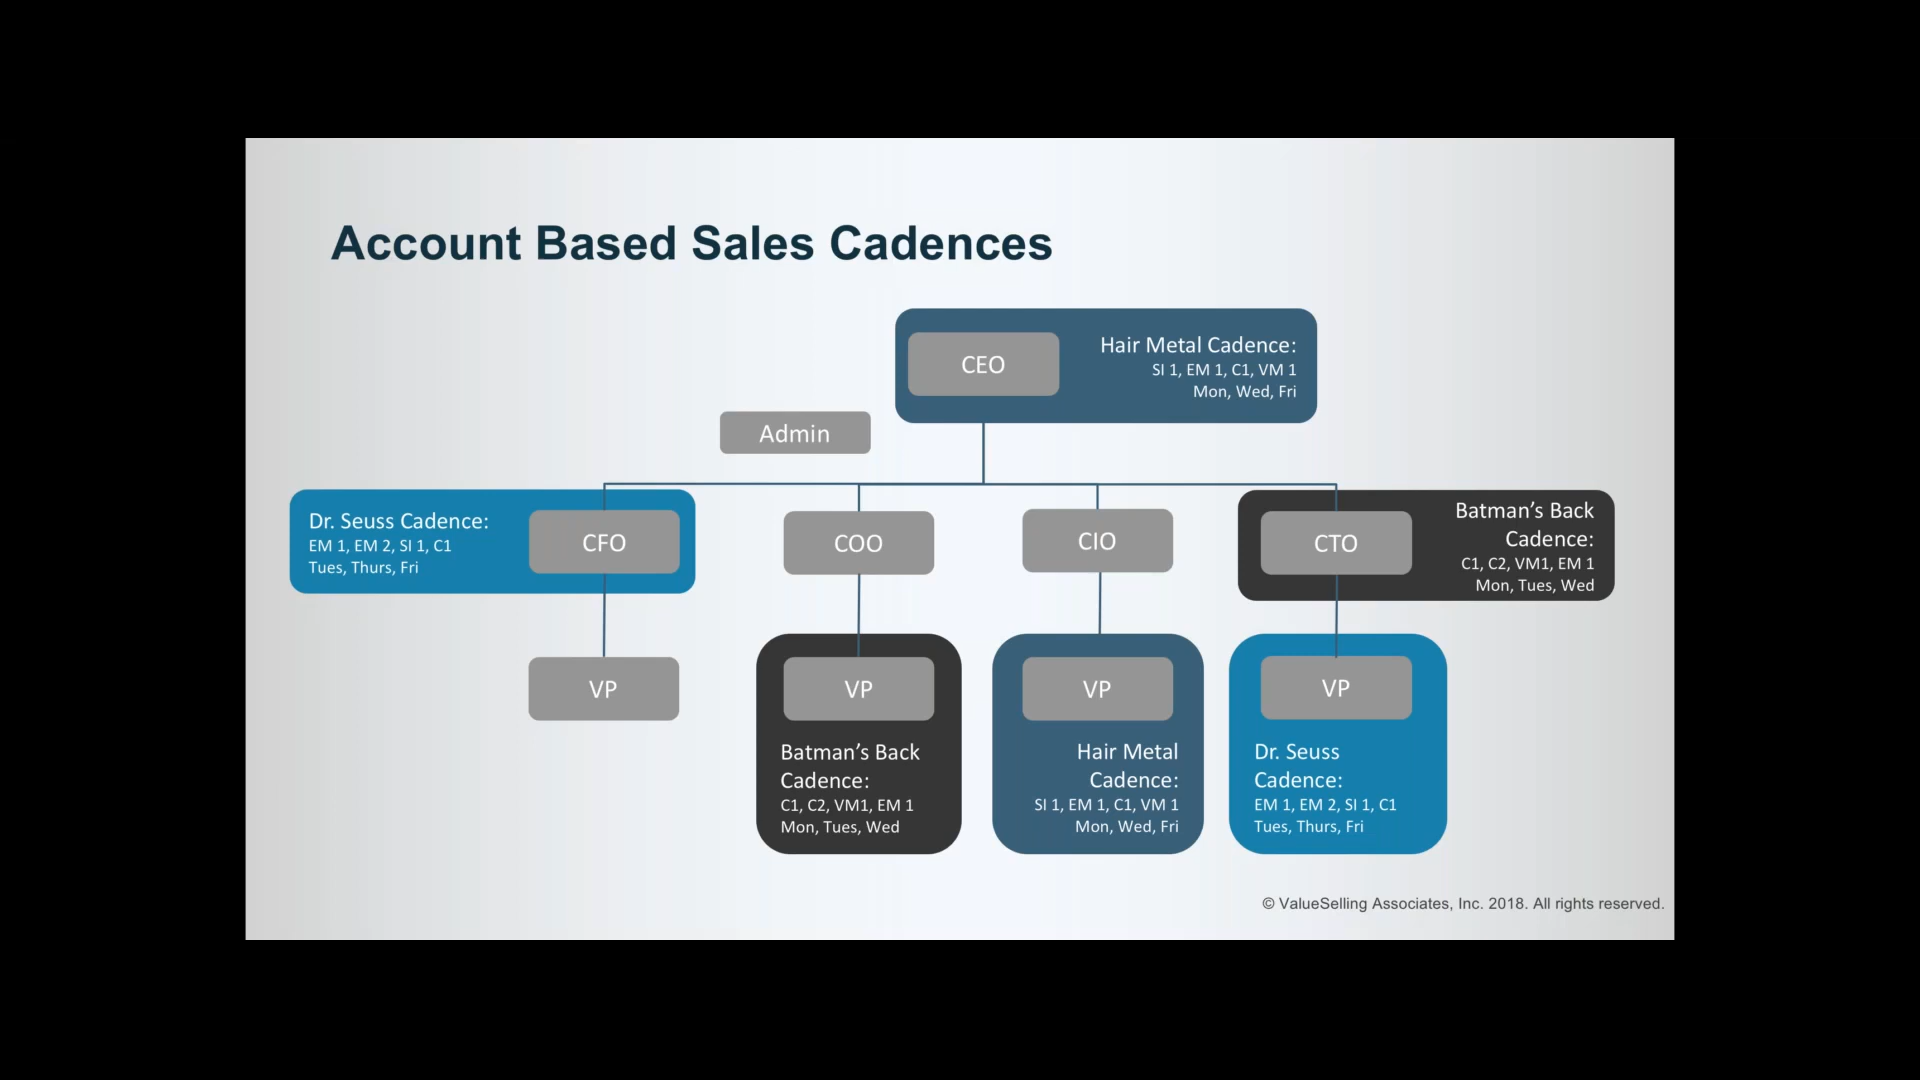 Account Based Sales Cadences
CEO
Hair Metal Cadence:
SI 1, EM 1, C1, VM 1
Mon, Wed, Fri
Admin
Dr. Seuss Cadence:
EM 1, EM 2, SI 1, C1
Tues, Thurs, Fri
CFO
COO
CIO
CTO
Batman's Back
Cadence:
C1, C2, VM1, EM 1
Mon, Tues, Wed
VP
VP
Batman's Back
Cadence:
C1, C2, VM1, EM 1
Mon, Tues, Wed
VP
Hair Metal
Cadence:
SI 1, EM 1, C1, VM 1
Mon, Wed, Fri
VP
Dr. Seuss
Cadence:
EM 1, EM 2, SI 1, C1
Tues, Thurs, Fri
© ValueSelling Associates, Inc. 2018. All rights reserved.